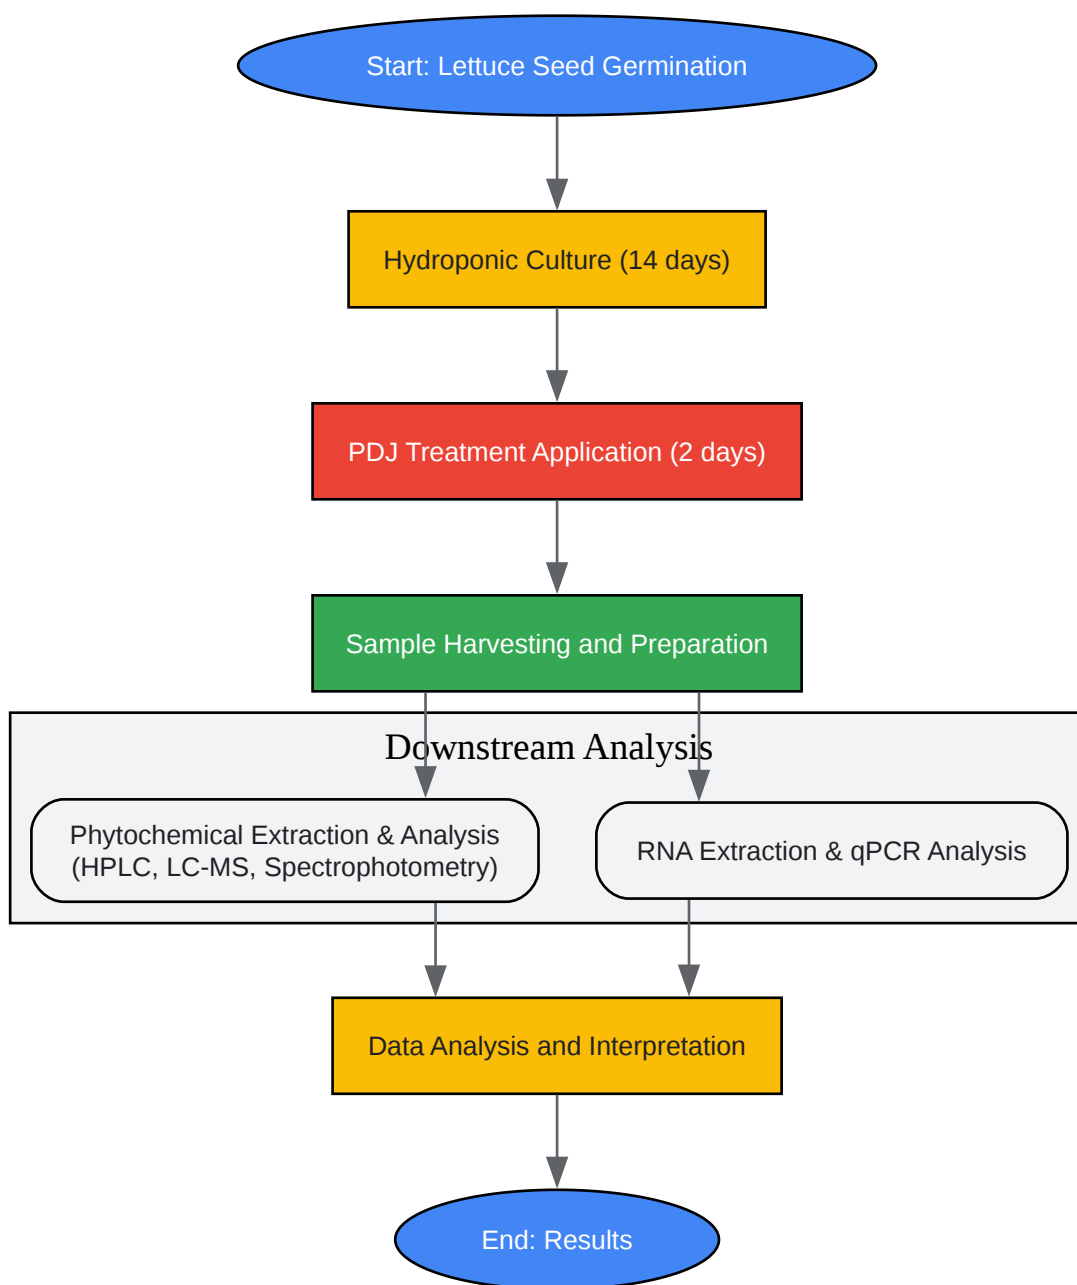 Start: Lettuce Seed Germination
Hydroponic Culture (14 days)
PDJ Treatment Application (2 days)
Sample Harvesting and Preparation
Downstream Analysis
Phytochemical Extraction & Analysis
(HPLC, LC-MS, Spectrophotometry)
RNA Extraction & qPCR Analysis
Data Analysis and Interpretation
End: Results